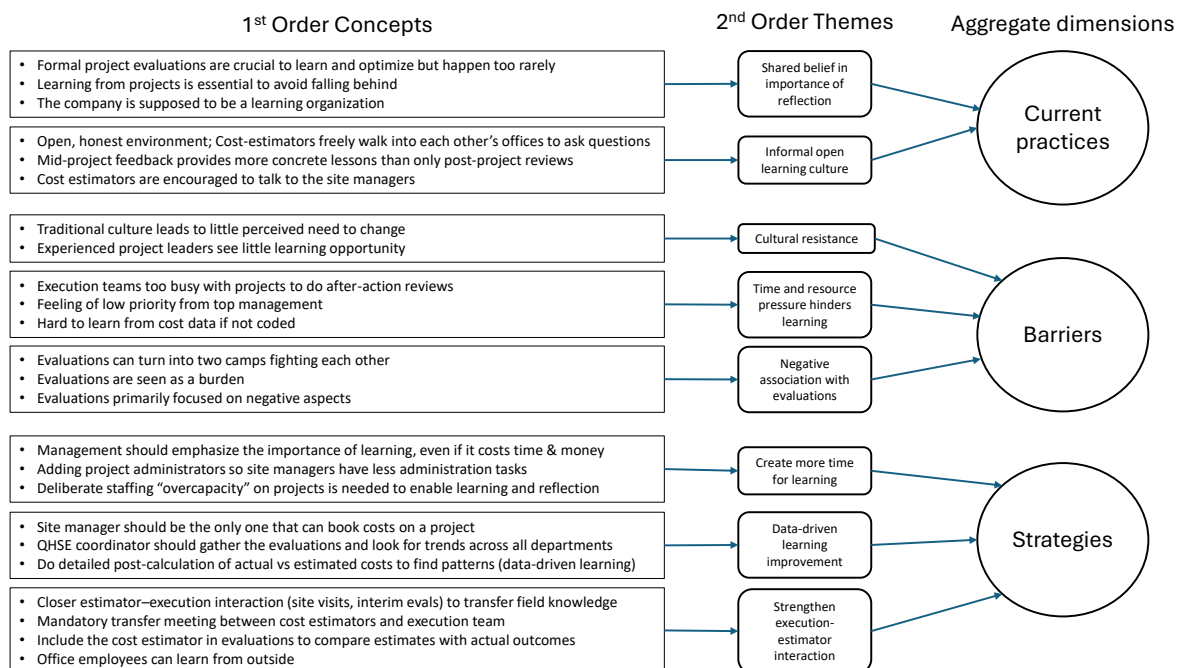 1st Order Concepts
2nd Order Themes
Aggregate dimensions
• Formal project evaluations are crucial to learn and optimize but happen too rarely
• Learning from projects is essential to avoid falling behind
• The company is supposed to be a learning organization
Shared belief in
importance of
reflection
• Open, honest environment; Cost-estimators freely walk into each other’s offices to ask questions
• Mid-project feedback provides more concrete lessons than only post-project reviews
• Cost estimators are encouraged to talk to the site managers
Informal open
learning culture
Current
practices
• Traditional culture leads to little perceived need to change
• Experienced project leaders see little learning opportunity
Cultural resistance
• Execution teams too busy with projects to do after-action reviews
• Feeling of low priority from top management
• Hard to learn from cost data if not coded
Time and resource
pressure hinders
learning
• Evaluations can turn into two camps fighting each other
• Evaluations are seen as a burden
• Evaluations primarily focused on negative aspects
Negative
association with
evaluations
Barriers
• Management should emphasize the importance of learning, even if it costs time & money
• Adding project administrators so site managers have less administration tasks
• Deliberate staffing “overcapacity” on projects is needed to enable learning and reflection
Create more time
for learning
• Site manager should be the only one that can book costs on a project
• QHSE coordinator should gather the evaluations and look for trends across all departments
• Do detailed post-calculation of actual vs estimated costs to find patterns (data-driven learning)
Data-driven
learning
improvement
• Closer estimator–execution interaction (site visits, interim evals) to transfer field knowledge
• Mandatory transfer meeting between cost estimators and execution team
• Include the cost estimator in evaluations to compare estimates with actual outcomes
• Office employees can learn from outside
Strengthen
execution-
estimator
interaction
Strategies